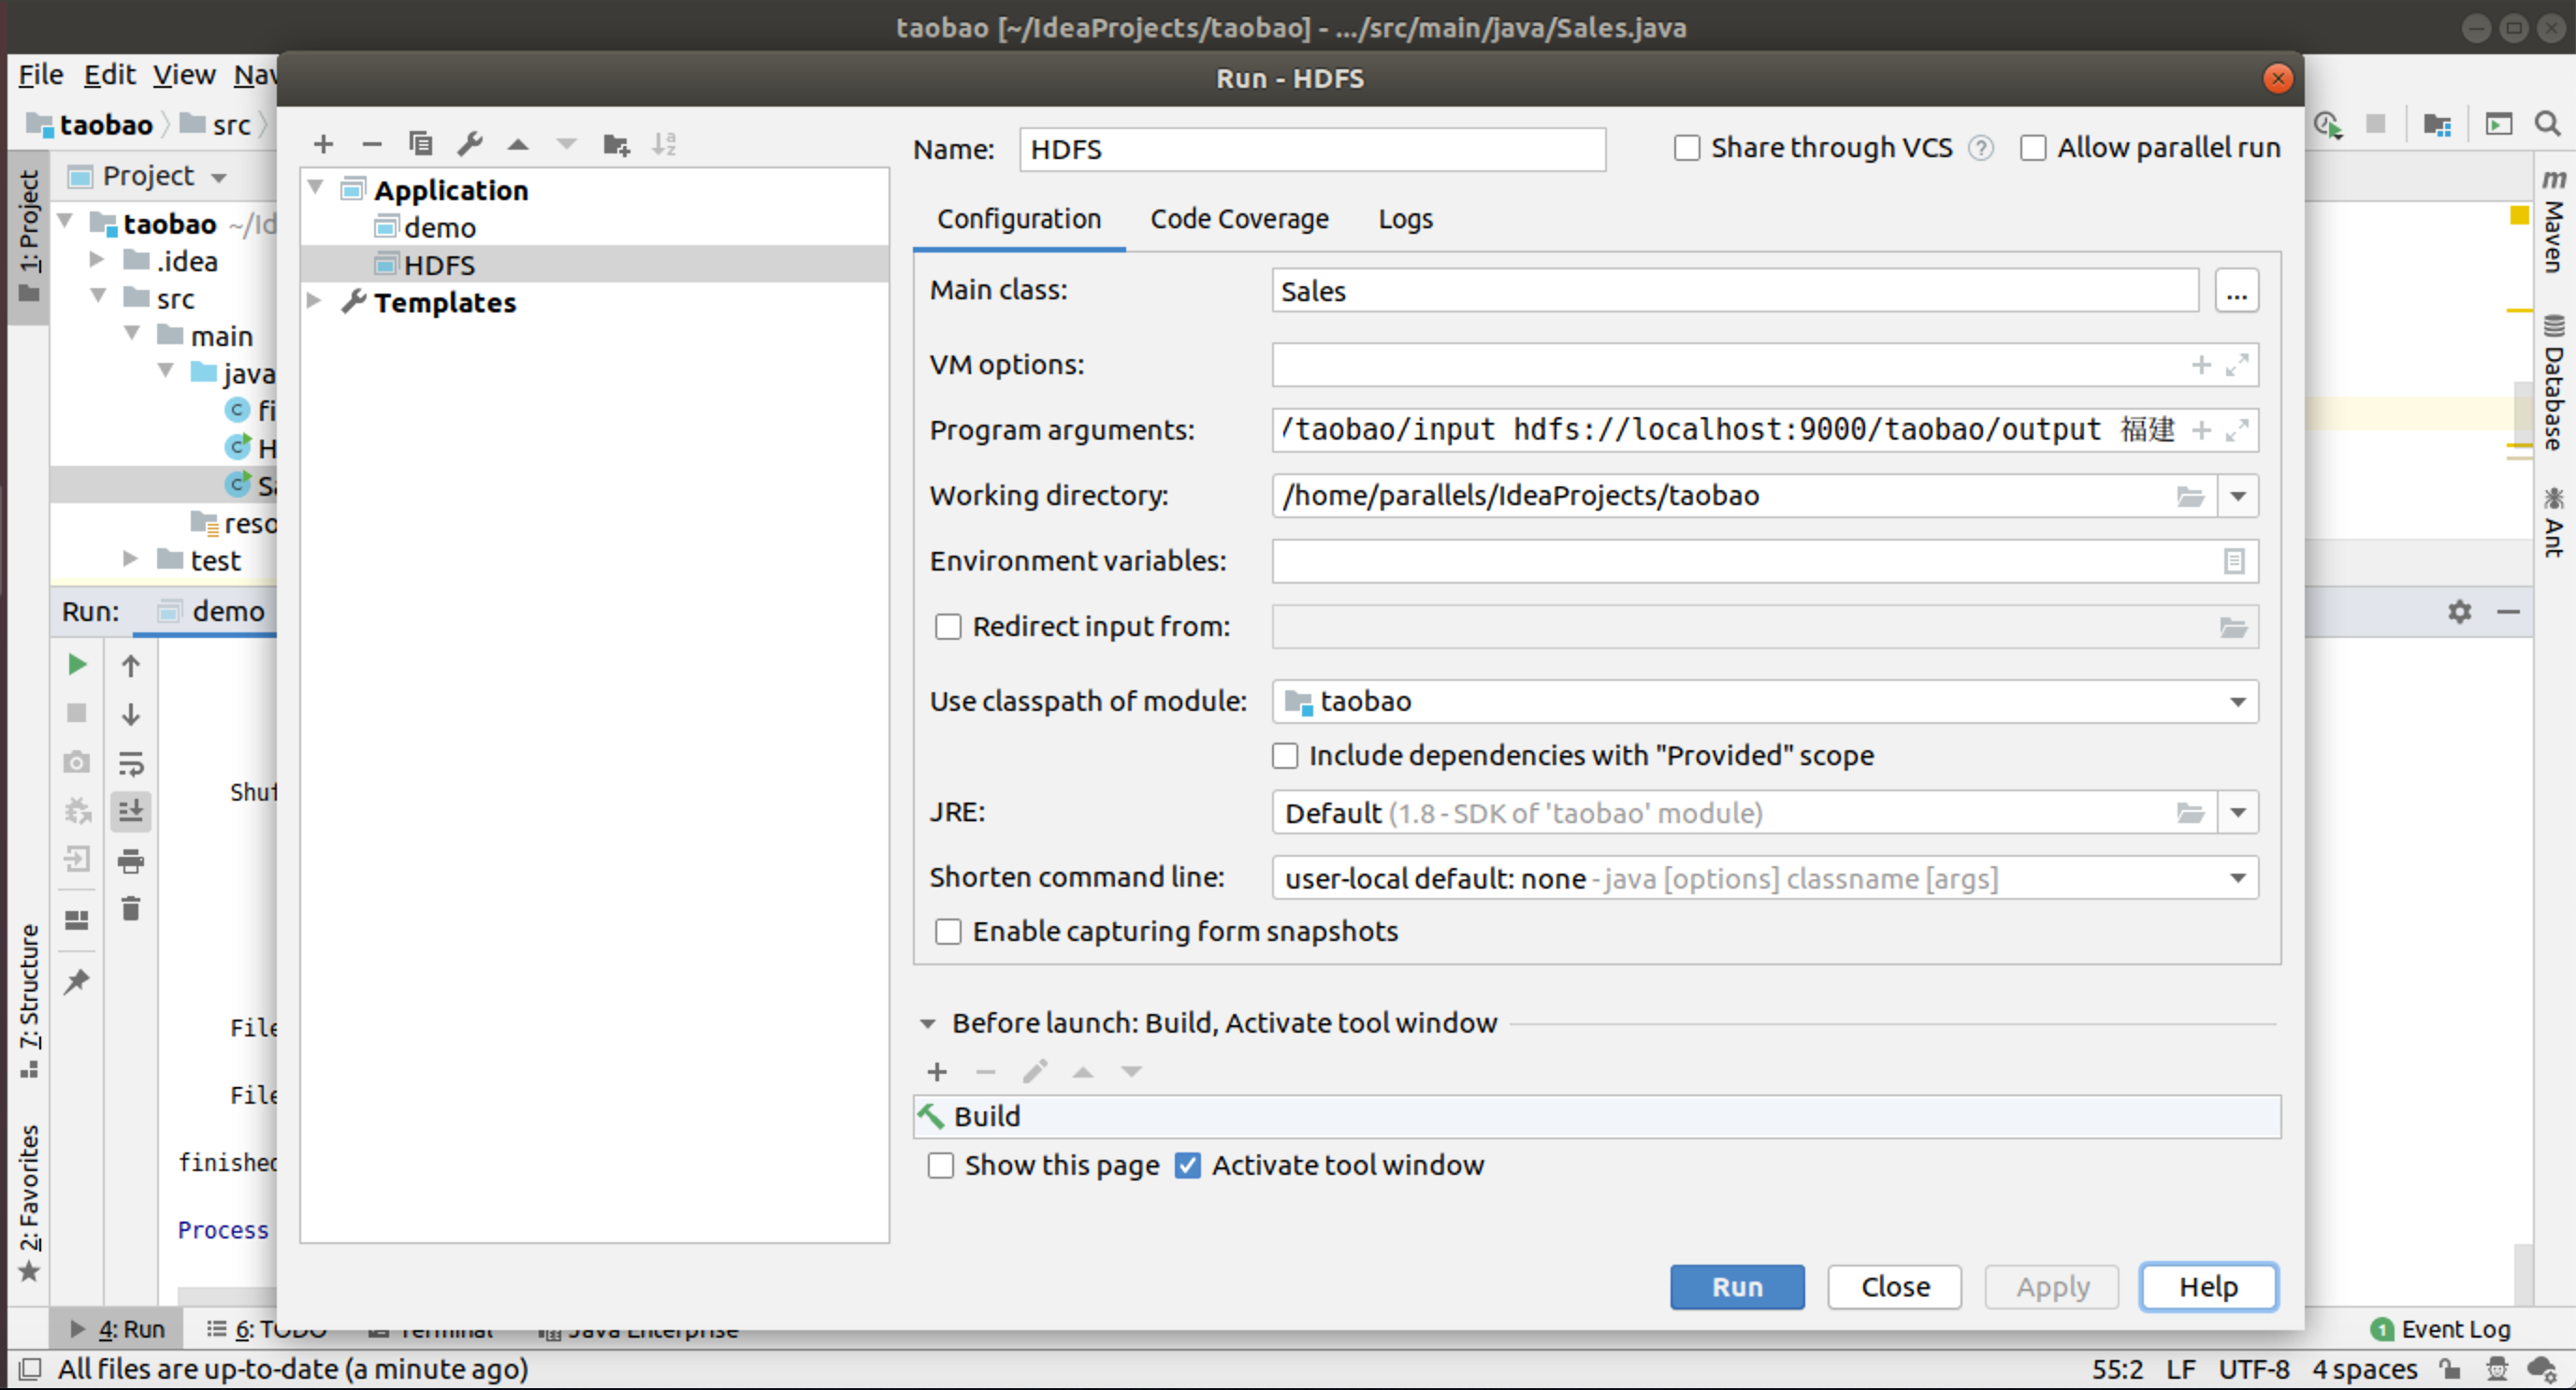 taobao [~/IdeaProjects/taobao] - .../src/main/java/Sales.java
File Edit View Nav
Run - HDFS
taobao src
1: Project
Project
taobao ~/Id
.idea
src
main
java
fi
H
Sa
reso
test
Run: demo
Shuf
File
File
finished
Process
7: Structure
2: Favorites
Application
demo
HDFS
Templates
Name: HDFS
Share through VCS ? Allow parallel run
Configuration Code Coverage Logs
Main class: Sales ...
VM options:
Program arguments: /taobao/input hdfs://localhost:9000/taobao/output 福建
Working directory: /home/parallels/IdeaProjects/taobao
Environment variables:
Redirect input from:
Use classpath of module: taobao
Include dependencies with "Provided" scope
JRE: Default (1.8 - SDK of 'taobao' module)
Shorten command line: user-local default: none - java [options] classname [args]
Enable capturing form snapshots
Before launch: Build, Activate tool window
Build
Show this page Activate tool window
Run Close Apply Help
m Maven
Database
Ant
4: Run 6: TODO Terminal Java Enterprise 1 Event Log
All files are up-to-date (a minute ago) 55:2 LF UTF-8 4 spaces